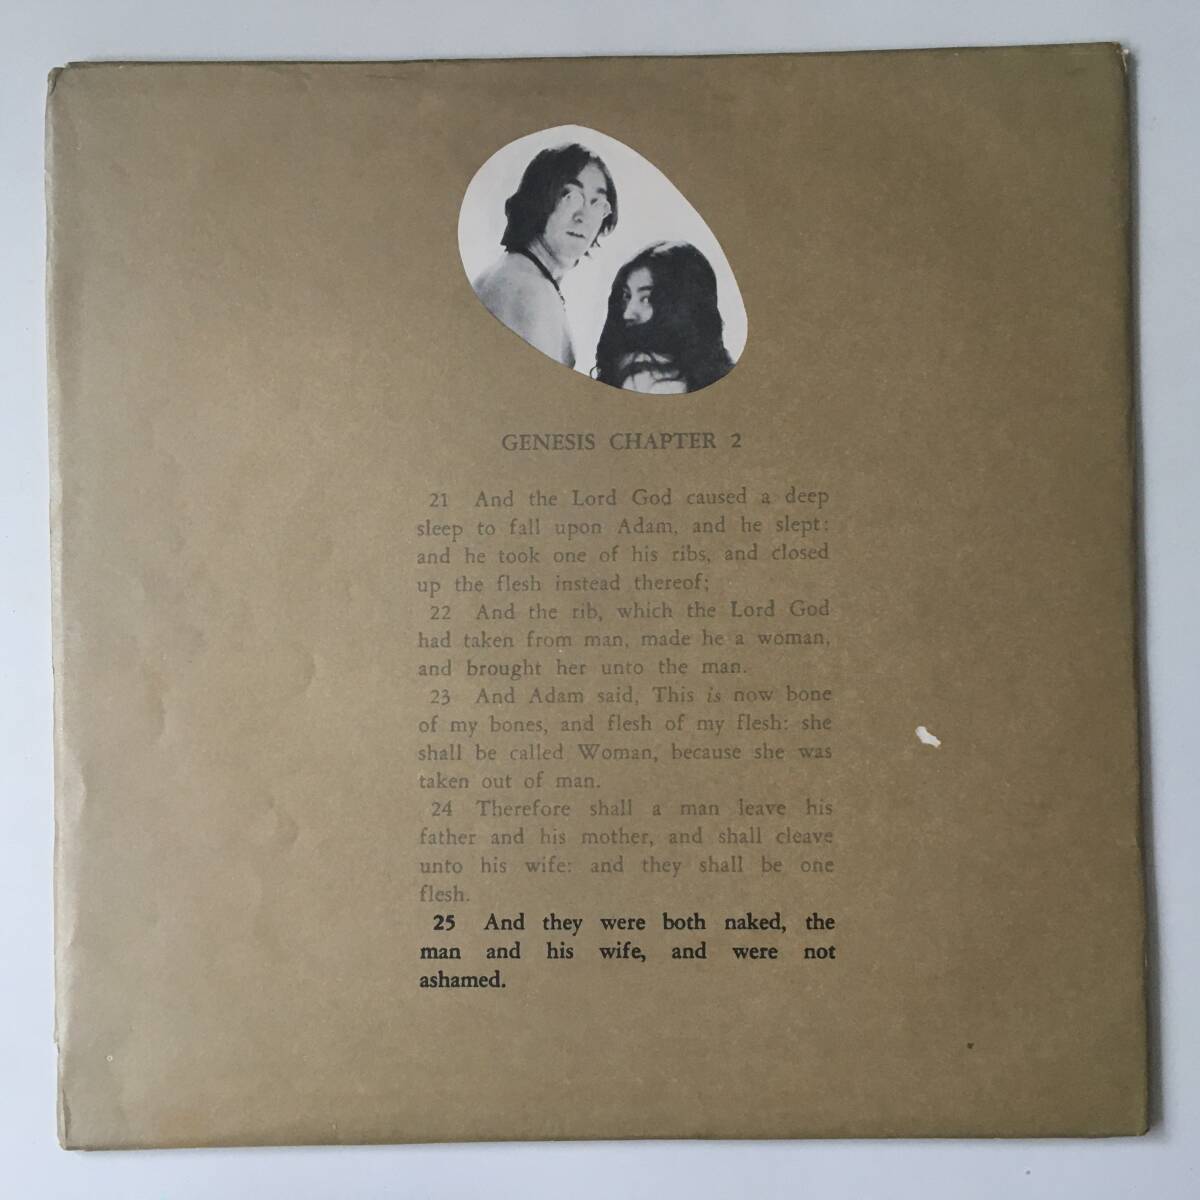 GENESIS CHAPTER 2
21 And the Lord God caused a deep
sleep to fall upon Adam, and he slept:
and he took one of his ribs, and closed
up the flesh instead thereof;
22 And the rib, which the Lord God
had taken from man, made he a woman,
and brought her unto the man.
23 And Adam said, This is now bone
of my bones, and flesh of my flesh: she
shall be called Woman, because she was
taken out of man.
24 Therefore shall a man leave his
father and his mother, and shall cleave
unto his wife: and they shall be one
flesh.
25 And they were both naked, the
man and his wife, and were not
ashamed.